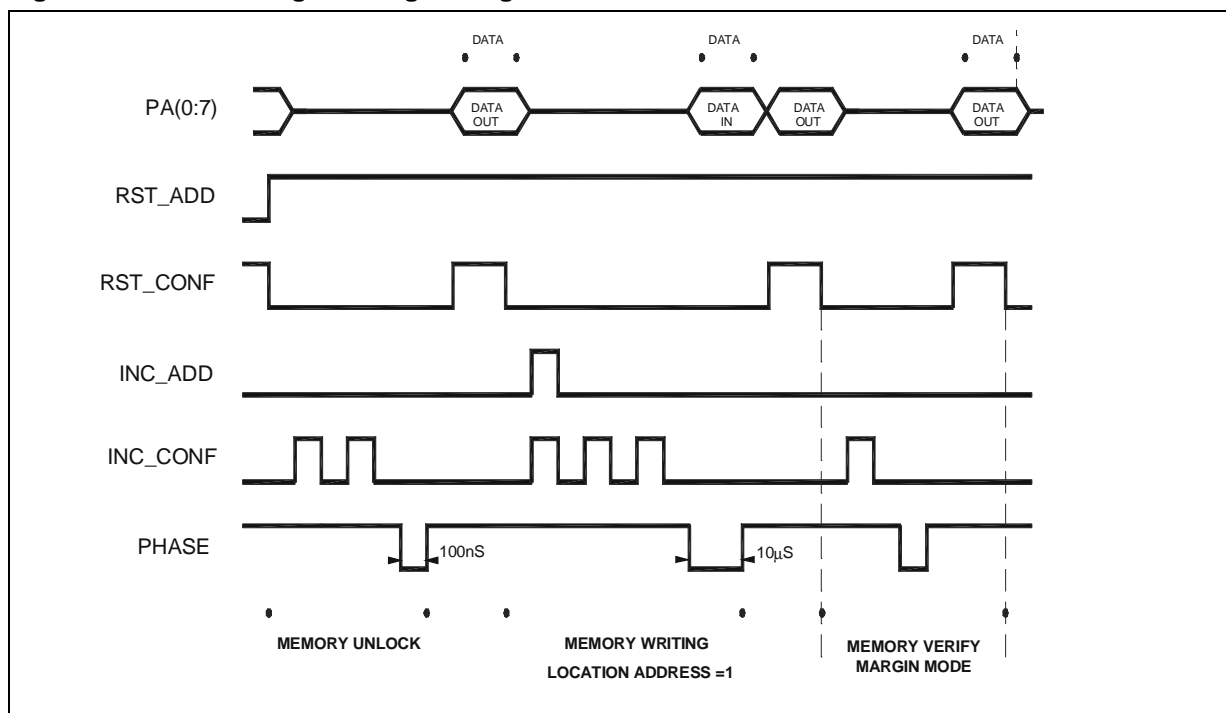 DATA DATA DATA
PA(0:7) DATA OUT DATA IN DATA OUT DATA OUT
RST_ADD
RST_CONF
INC_ADD
INC_CONF
PHASE 100nS 10µS
MEMORY UNLOCK MEMORY WRITING MEMORY VERIFY
LOCATION ADDRESS =1 MARGIN MODE